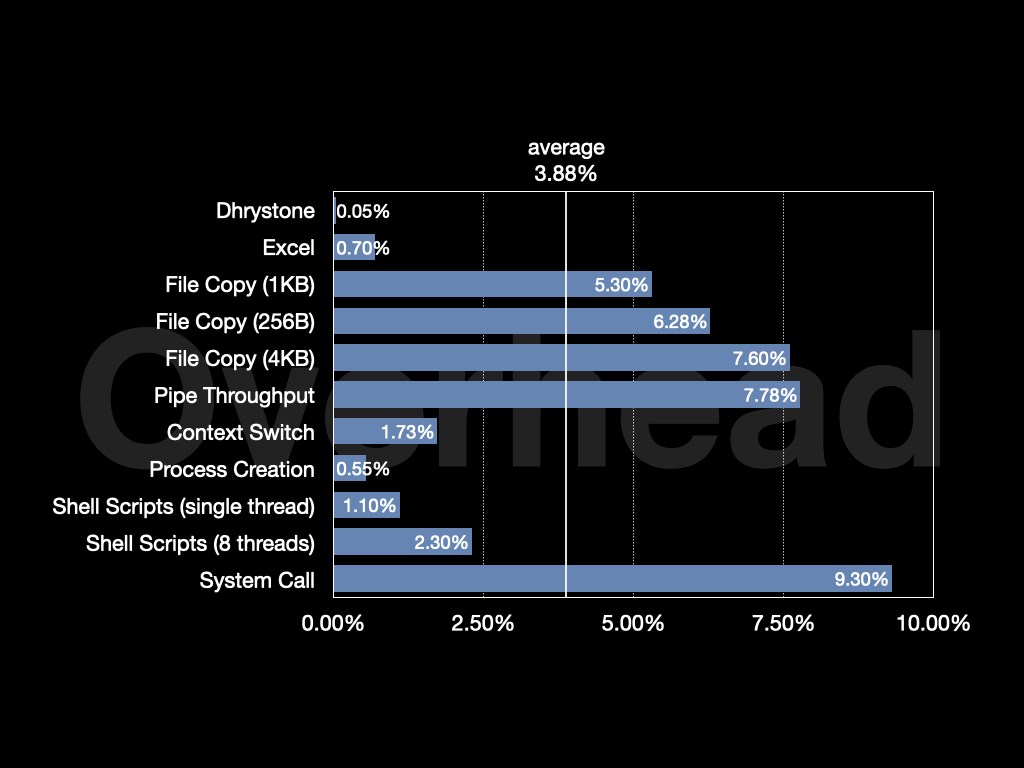 Overhead
average
3.88%
Dhrystone 0.05%
Excel 0.70%
File Copy (1KB) 5.30%
File Copy (256B) 6.28%
File Copy (4KB) 7.60%
Pipe Throughput 7.78%
Context Switch 1.73%
Process Creation 0.55%
Shell Scripts (single thread) 1.10%
Shell Scripts (8 threads) 2.30%
System Call 9.30%
0.00% 2.50% 5.00% 7.50% 10.00%